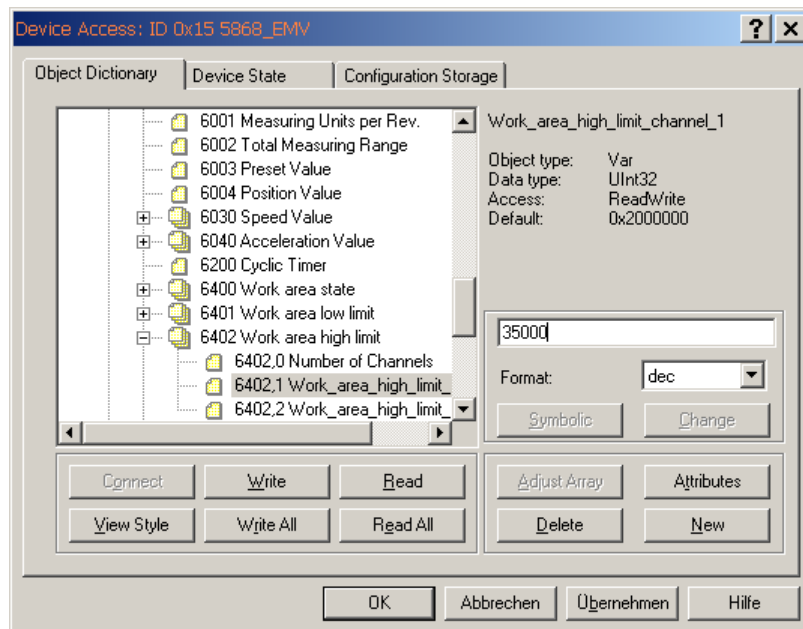 Device Access: ID 0x15 5868_EMV
Object Dictionary
Device State
Configuration Storage
6001 Measuring Units per Rev.
6002 Total Measuring Range
6003 Preset Value
6004 Position Value
6030 Speed Value
6040 Acceleration Value
6200 Cyclic Timer
6400 Work area state
6401 Work area low limit
6402 Work area high limit
6402,0 Number of Channels
6402,1 Work_area_high_limit_
6402,2 Work_area_high_limit_
Work_area_high_limit_channel_1
Object type: Var
Data type: UInt32
Access: ReadWrite
Default: 0x2000000
35000
Format: dec
Symbolic Change
Connect Write Read
View Style Write All Read All
Adjust Array Attributes
Delete New
OK Abbrechen Übernehmen Hilfe